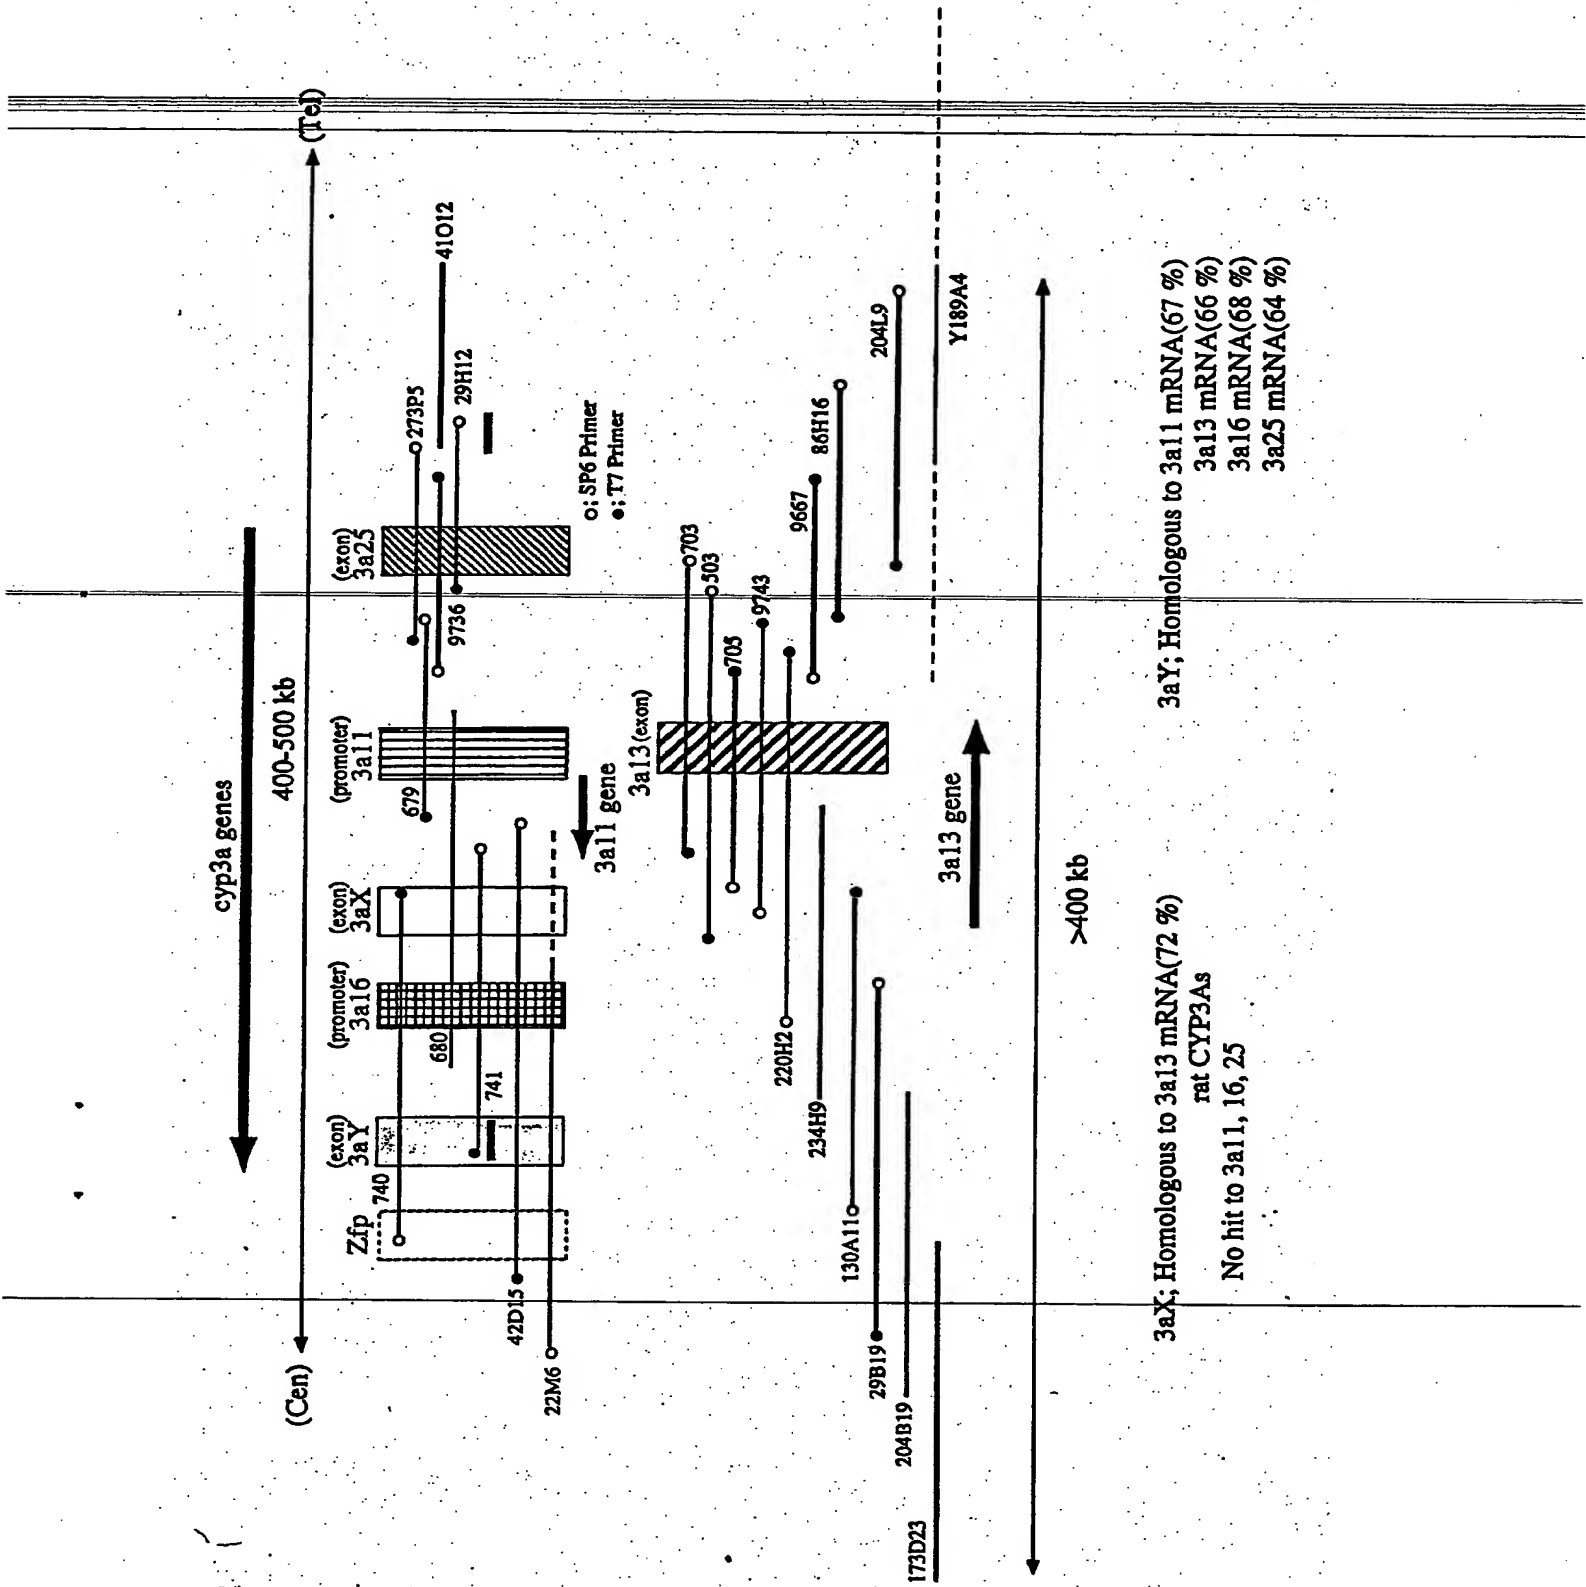 cyp3a genes
400-500 kb
(Cen)
(Tel)
Zfp
(exon)
3aY
(promoter)
3a16
(exon)
3aX
(promoter)
3a11
(exon)
3a25
740
273P5
679
9736
41O12
680
29H12
741
42D15
22M6
3a11 gene
o; SP6 Primer
●; T7 Primer
3a13 (exon)
703
503
705
9743
220H2
9667
234H9
86H16
130A11
29B19
204L9
204B19
173D23
Y189A4
3a13 gene
>400 kb
3aX; Homologous to 3a13 mRNA(72 %)
rat CYP3As
No hit to 3a11, 16, 25
3aY; Homologous to 3a11 mRNA(67 %)
3a13 mRNA(66 %)
3a16 mRNA(68 %)
3a25 mRNA(64 %)